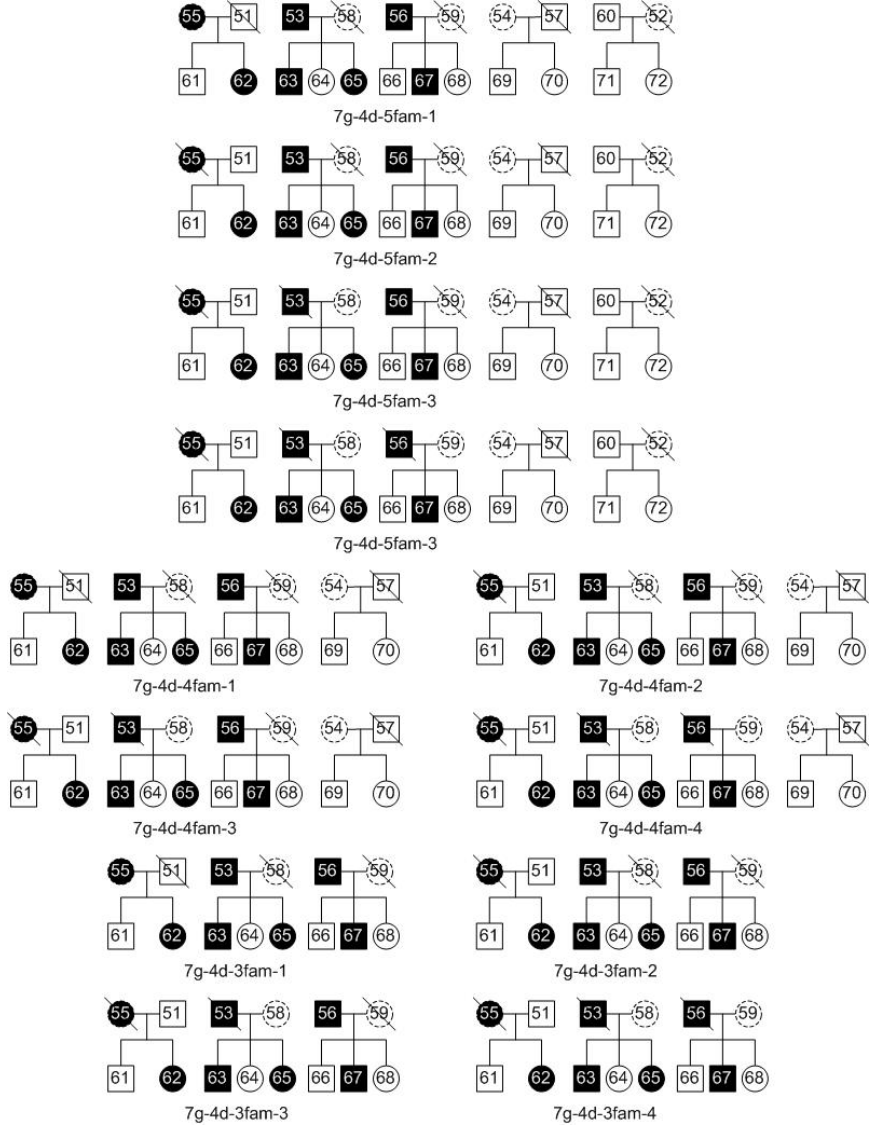 55 51 53 58 56 59 54 57 60 52
61 62 63 64 65 66 67 68 69 70 71 72
7g-4d-5fam-1
55 51 53 58 56 59 54 57 60 52
61 62 63 64 65 66 67 68 69 70 71 72
7g-4d-5fam-2
55 51 53 58 56 59 54 57 60 52
61 62 63 64 65 66 67 68 69 70 71 72
7g-4d-5fam-3
55 51 53 58 56 59 54 57 60 52
61 62 63 64 65 66 67 68 69 70 71 72
7g-4d-5fam-3
55 51 53 58 56 59 54 57
61 62 63 64 65 66 67 68 69 70
7g-4d-4fam-1
55 51 53 58 56 59 54 57
61 62 63 64 65 66 67 68 69 70
7g-4d-4fam-2
55 51 53 58 56 59 54 57
61 62 63 64 65 66 67 68 69 70
7g-4d-4fam-3
55 51 53 58 56 59 54 57
61 62 63 64 65 66 67 68 69 70
7g-4d-4fam-4
55 51 53 58 56 59
61 62 63 64 65 66 67 68
7g-4d-3fam-1
55 51 53 58 56 59
61 62 63 64 65 66 67 68
7g-4d-3fam-2
55 51 53 58 56 59
61 62 63 64 65 66 67 68
7g-4d-3fam-3
55 51 53 58 56 59
61 62 63 64 65 66 67 68
7g-4d-3fam-4